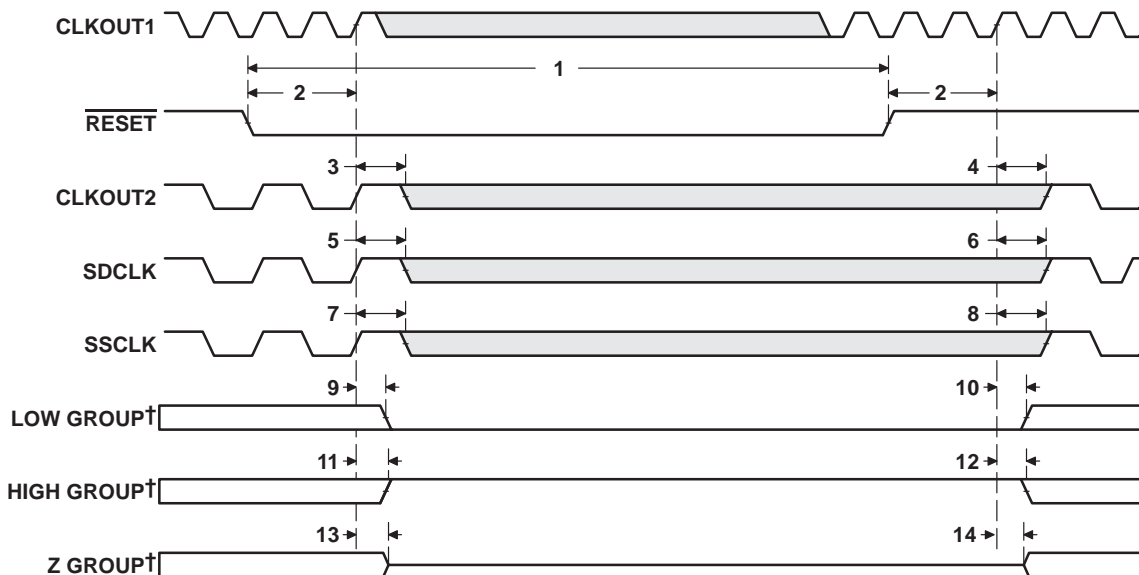 CLKOUT1
1
2 2
RESET
3 4
CLKOUT2
5 6
SDCLK
7 8
SSCLK
9 10
LOW GROUP†
11 12
HIGH GROUP†
13 14
Z GROUP†